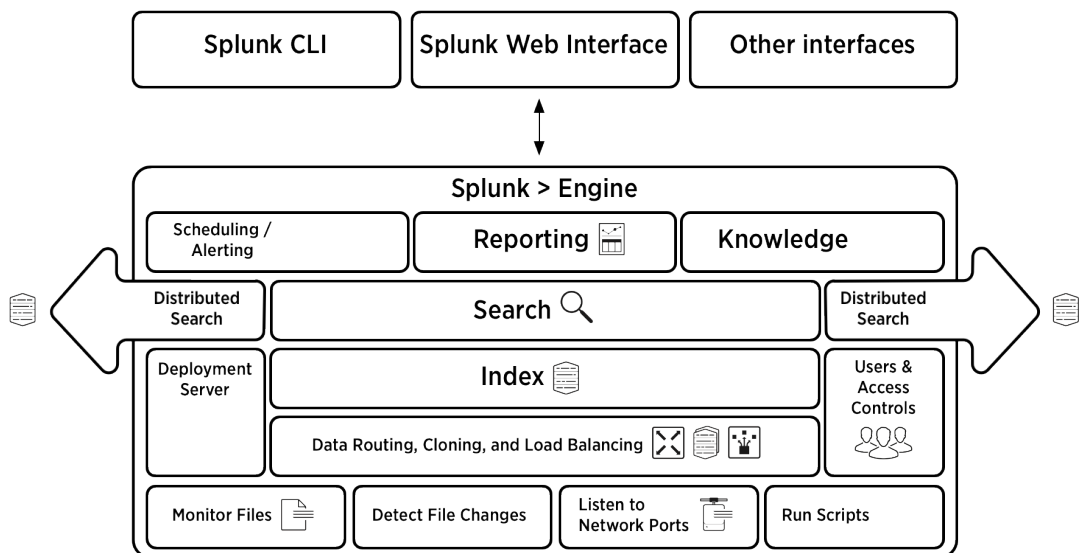 Splunk CLI
Splunk Web Interface
Other interfaces
Splunk > Engine
Scheduling /
Alerting
Reporting
Knowledge
Distributed
Search
Search
Distributed
Search
Deployment
Server
Index
Users &
Access
Controls
Data Routing, Cloning, and Load Balancing
Monitor Files
Detect File Changes
Listen to
Network Ports
Run Scripts